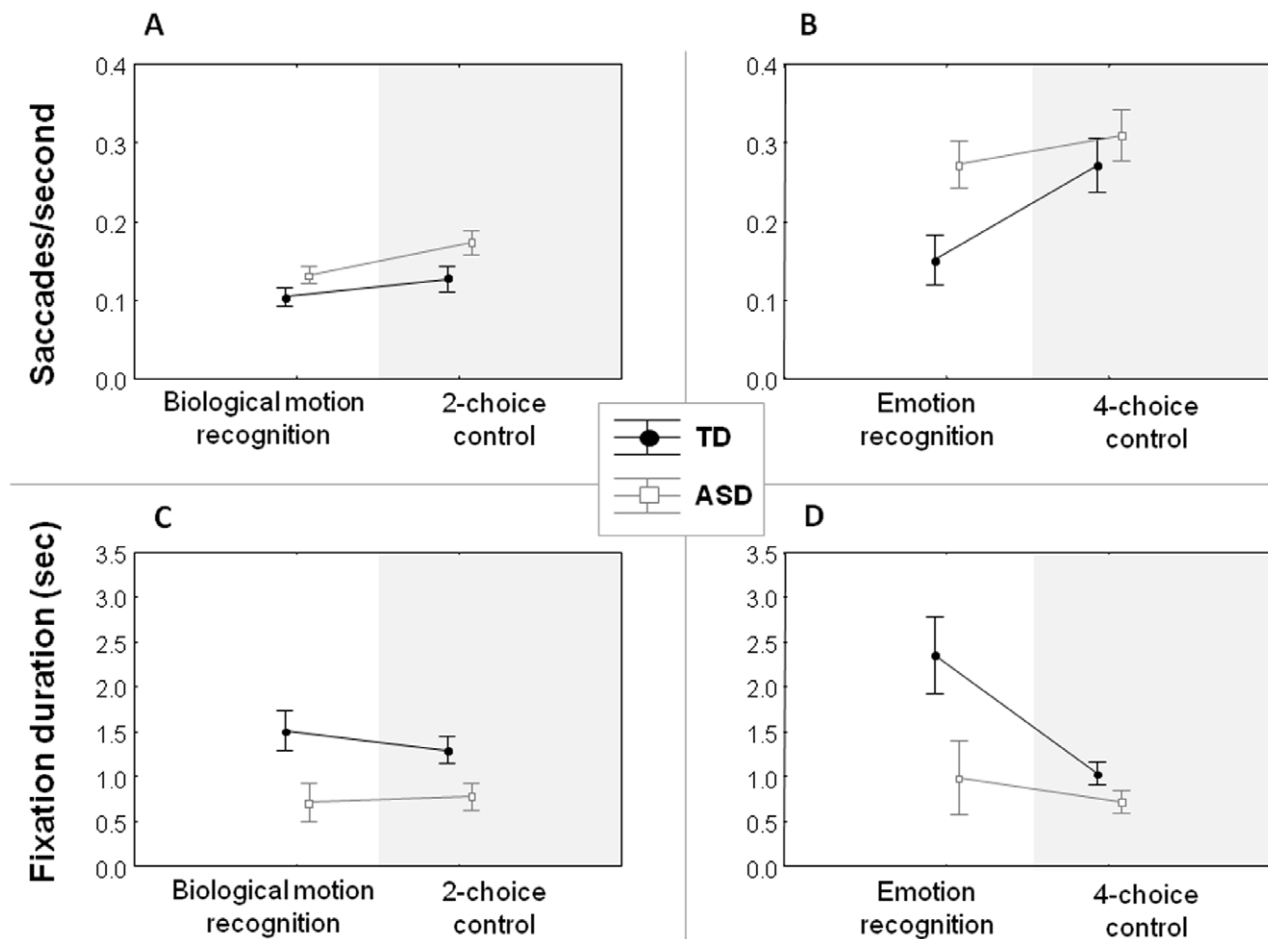 A
Saccades/second
0.4
0.3
0.2
0.1
0.0
Biological motion
recognition
2-choice
control
B
0.4
0.3
0.2
0.1
0.0
Emotion
recognition
4-choice
control
TD
ASD
C
Fixation duration (sec)
3.5
3.0
2.5
2.0
1.5
1.0
0.5
0.0
Biological motion
recognition
2-choice
control
D
3.5
3.0
2.5
2.0
1.5
1.0
0.5
0.0
Emotion
recognition
4-choice
control